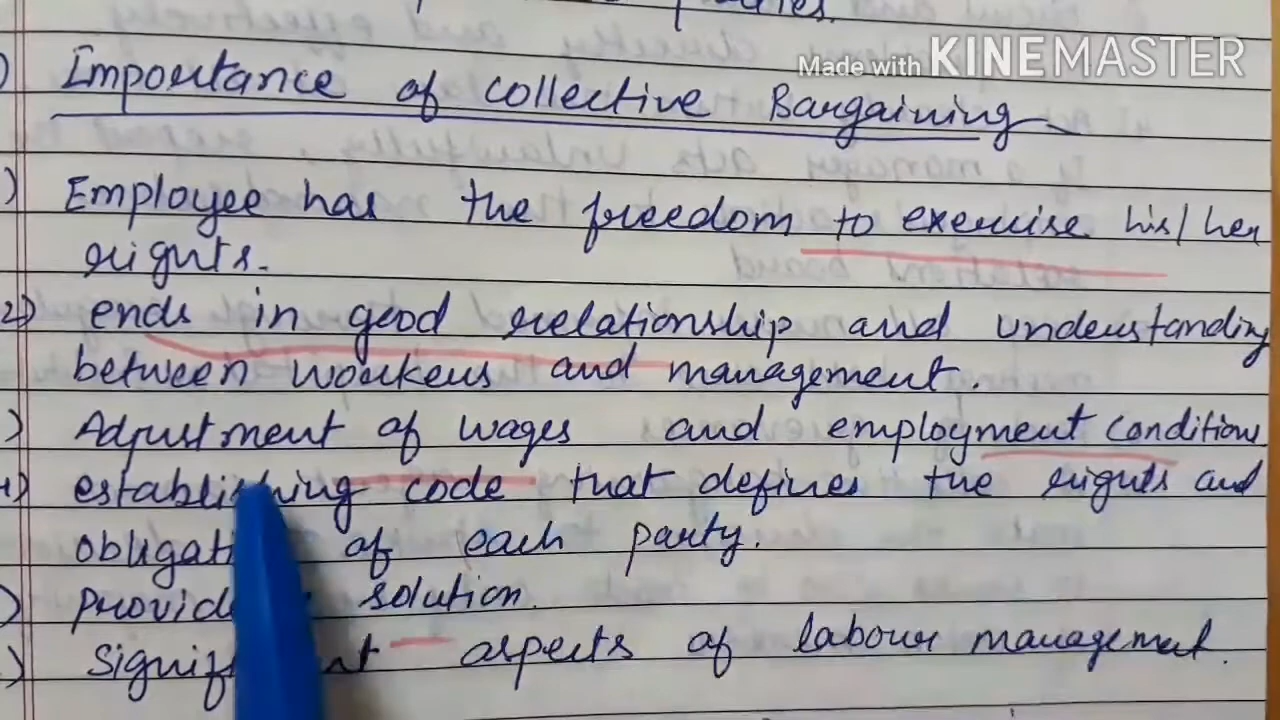 Made with KINEMASTER
Importance of collective Bargaining
Employee has the freedom to exercise his/her
rights.
2) ends in good relationship and understanding
between workers and management.
) Adjustment of wages and employment conditions
4) establishing code that defines the rights and
of each party.
solution.
aspects of labour management.